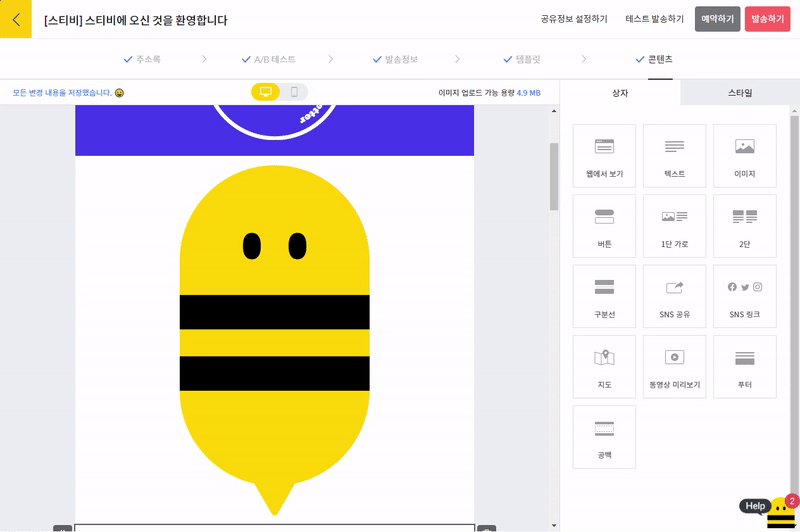 [스티비] 스티비에 오신 것을 환영합니다
공유정보 설정하기
테스트 발송하기
예약하기
발송하기
주소록
A/B 테스트
발송정보
템플릿
콘텐츠
모든 변경 내용을 저장했습니다.
이미지 업로드 가능 용량 4.9 MB
상자
스타일
웹에서 보기
텍스트
이미지
버튼
1단 가로
2단
구분선
SNS 공유
SNS 링크
지도
동영상 미리보기
푸터
공백
Help
2